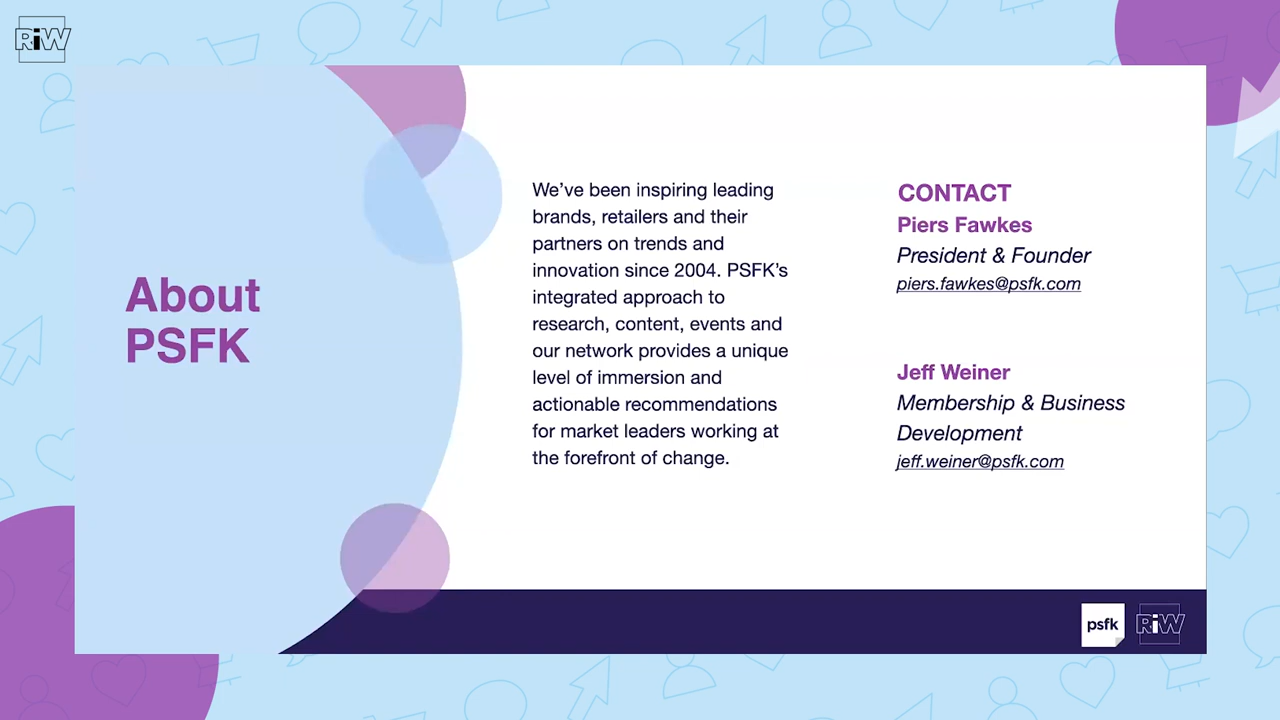 RiW
About
PSFK
We've been inspiring leading
brands, retailers and their
partners on trends and
innovation since 2004. PSFK's
integrated approach to
research, content, events and
our network provides a unique
level of immersion and
actionable recommendations
for market leaders working at
the forefront of change.
CONTACT
Piers Fawkes
President & Founder
piers.fawkes@psfk.com
Jeff Weiner
Membership & Business
Development
jeff.weiner@psfk.com
psfk
RiW